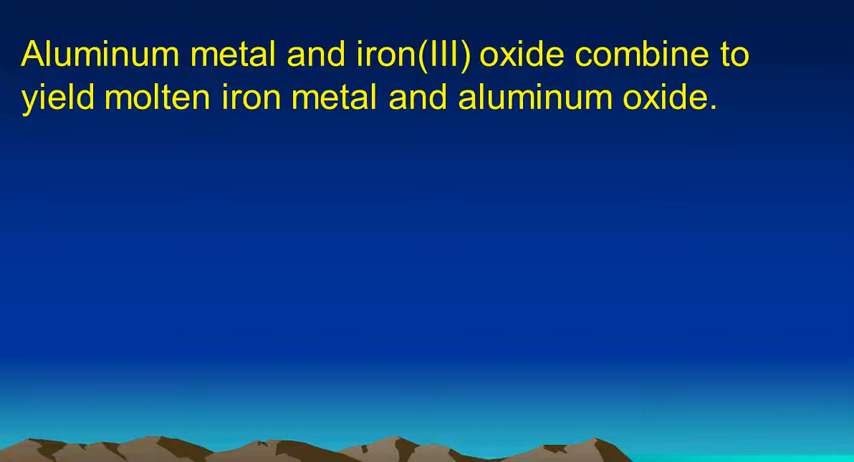 Aluminum metal and iron(III) oxide combine to
yield molten iron metal and aluminum oxide.